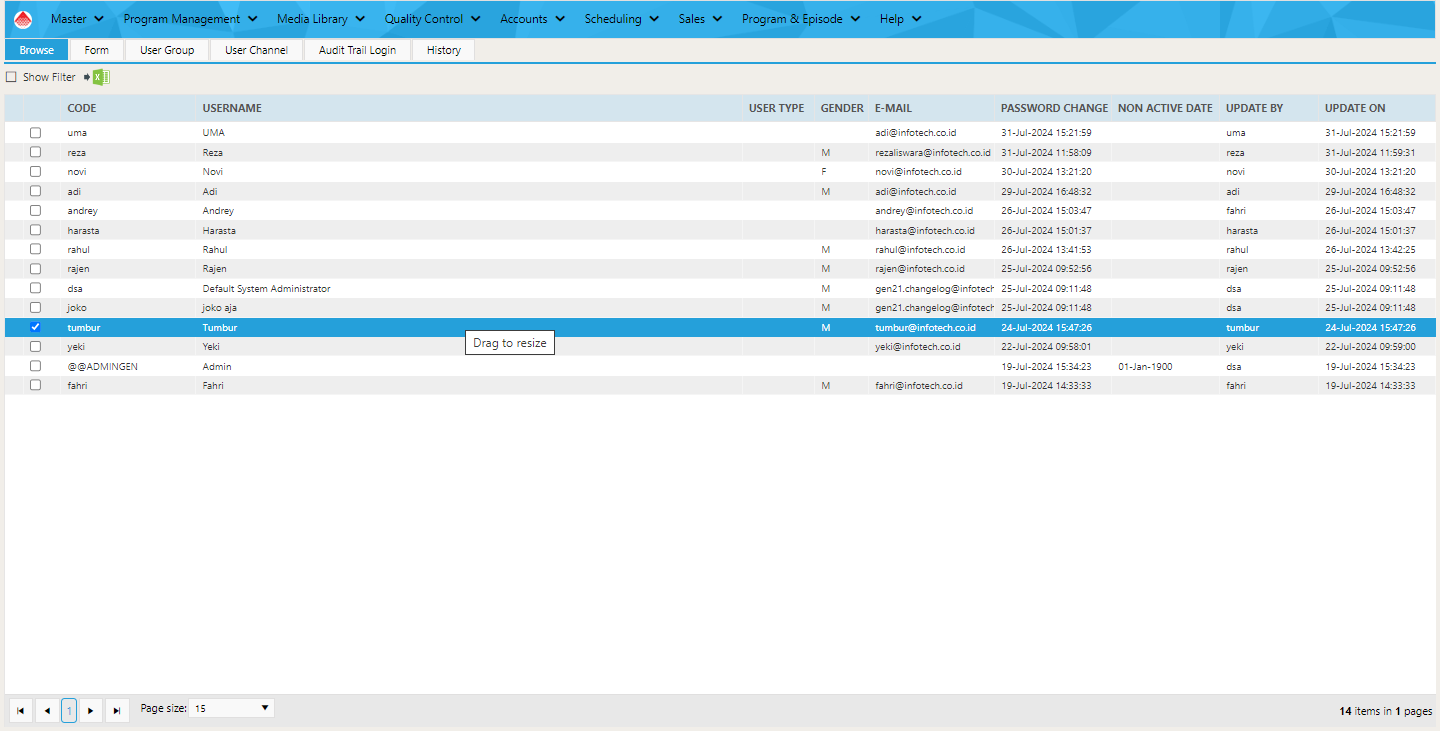 Master Program Management Media Library Quality Control Accounts Scheduling Sales Program & Episode Help
Browse Form User Group User Channel Audit Trail Login History
Show Filter
CODE USERNAME USER TYPE GENDER E-MAIL PASSWORD CHANGE NON ACTIVE DATE UPDATE BY UPDATE ON
uma UMA adi@infotech.co.id 31-Jul-2024 15:21:59 uma 31-Jul-2024 15:21:59
reza Reza M rezaliswara@infotech.co.id 31-Jul-2024 11:58:09 reza 31-Jul-2024 11:59:31
novi Novi F novi@infotech.co.id 30-Jul-2024 13:21:20 novi 30-Jul-2024 13:21:20
adi Adi M adi@infotech.co.id 29-Jul-2024 16:48:32 adi 29-Jul-2024 16:48:32
andrey Andrey andrey@infotech.co.id 26-Jul-2024 15:03:47 fahri 26-Jul-2024 15:03:47
harasta Harasta harasta@infotech.co.id 26-Jul-2024 15:01:37 harasta 26-Jul-2024 15:01:37
rahul Rahul M rahul@infotech.co.id 26-Jul-2024 13:41:53 rahul 26-Jul-2024 13:42:25
rajen Rajen M rajen@infotech.co.id 25-Jul-2024 09:52:56 rajen 25-Jul-2024 09:52:56
dsa Default System Administrator M gen21.changelog@infotech 25-Jul-2024 09:11:48 dsa 25-Jul-2024 09:11:48
joko joko aja M gen21.changelog@infotech 25-Jul-2024 09:11:48 dsa 25-Jul-2024 09:11:48
tumbur Tumbur M tumbur@infotech.co.id 24-Jul-2024 15:47:26 tumbur 24-Jul-2024 15:47:26
Drag to resize
yeki Yeki yeki@infotech.co.id 22-Jul-2024 09:58:01 yeki 22-Jul-2024 09:59:00
@@ADMINGEN Admin 19-Jul-2024 15:34:23 01-Jan-1900 dsa 19-Jul-2024 15:34:23
fahri Fahri M fahri@infotech.co.id 19-Jul-2024 14:33:33 fahri 19-Jul-2024 14:33:33
1 Page size: 15 14 items in 1 pages